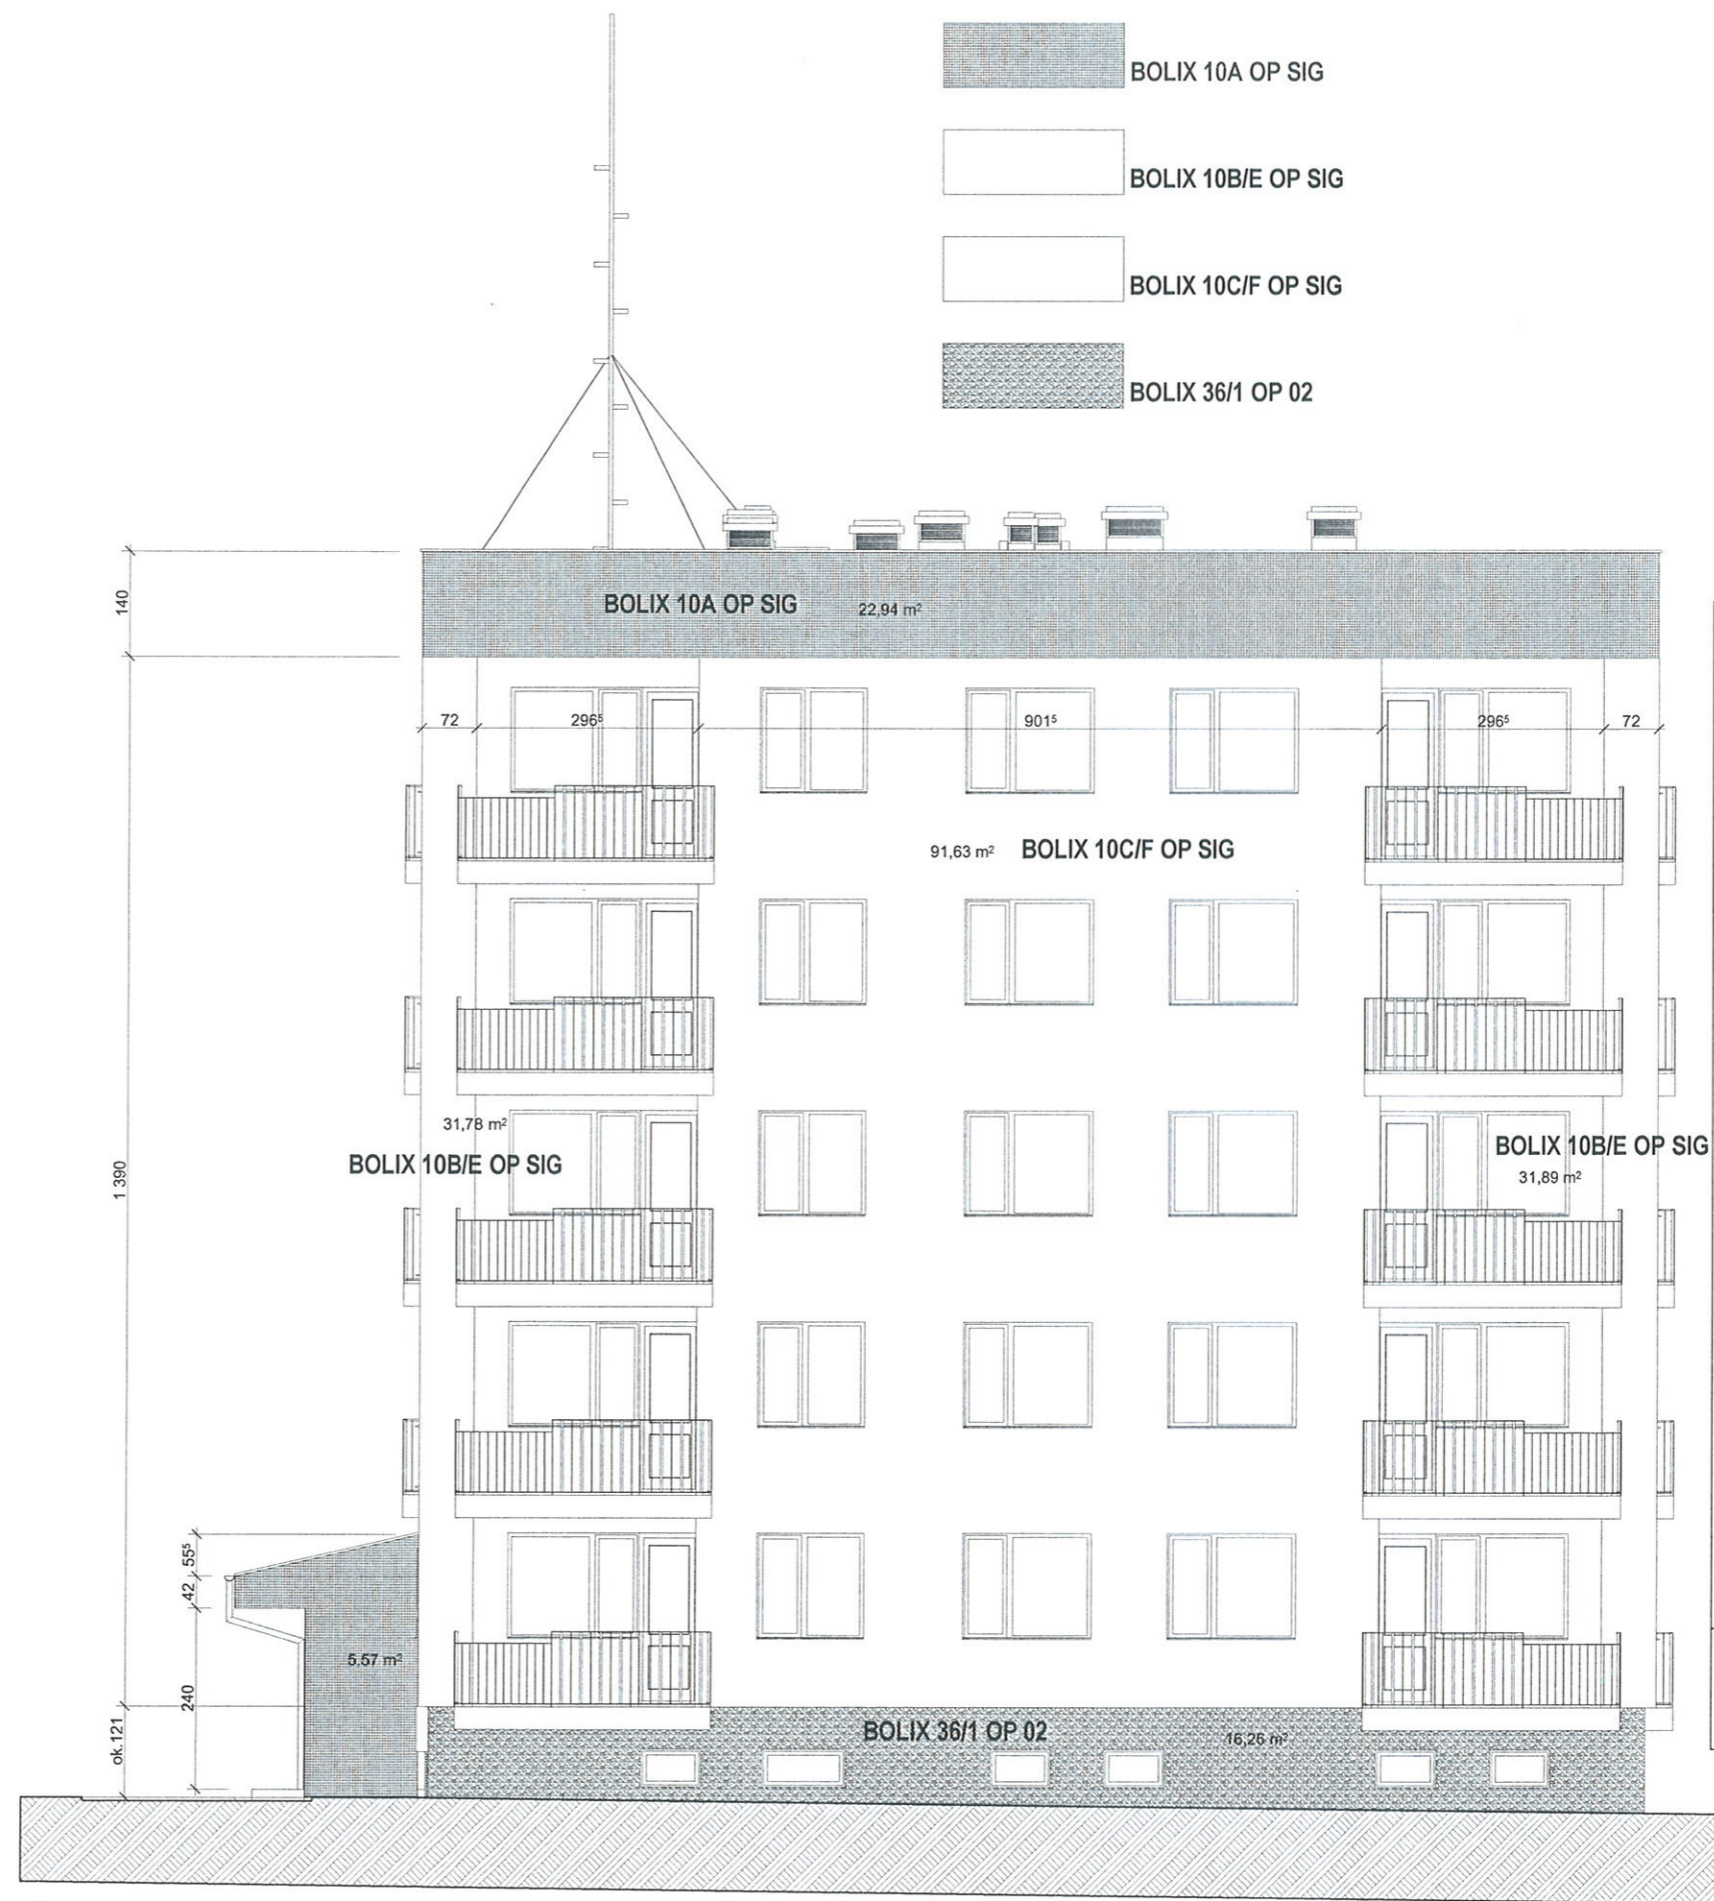 BOLIX 10A OP SIG
BOLIX 10B/E OP SIG
BOLIX 10C/F OP SIG
BOLIX 36/1 OP 02
140
BOLIX 10A OP SIG 22,94 m²
72 296⁵ 901⁵ 296⁵ 72
91,63 m² BOLIX 10C/F OP SIG
31,78 m²
BOLIX 10B/E OP SIG
BOLIX 10B/E OP SIG
31,89 m²
1 390
55⁵
42
240
5.57 m²
ok.121
BOLIX 36/1 OP 02 16,26 m²